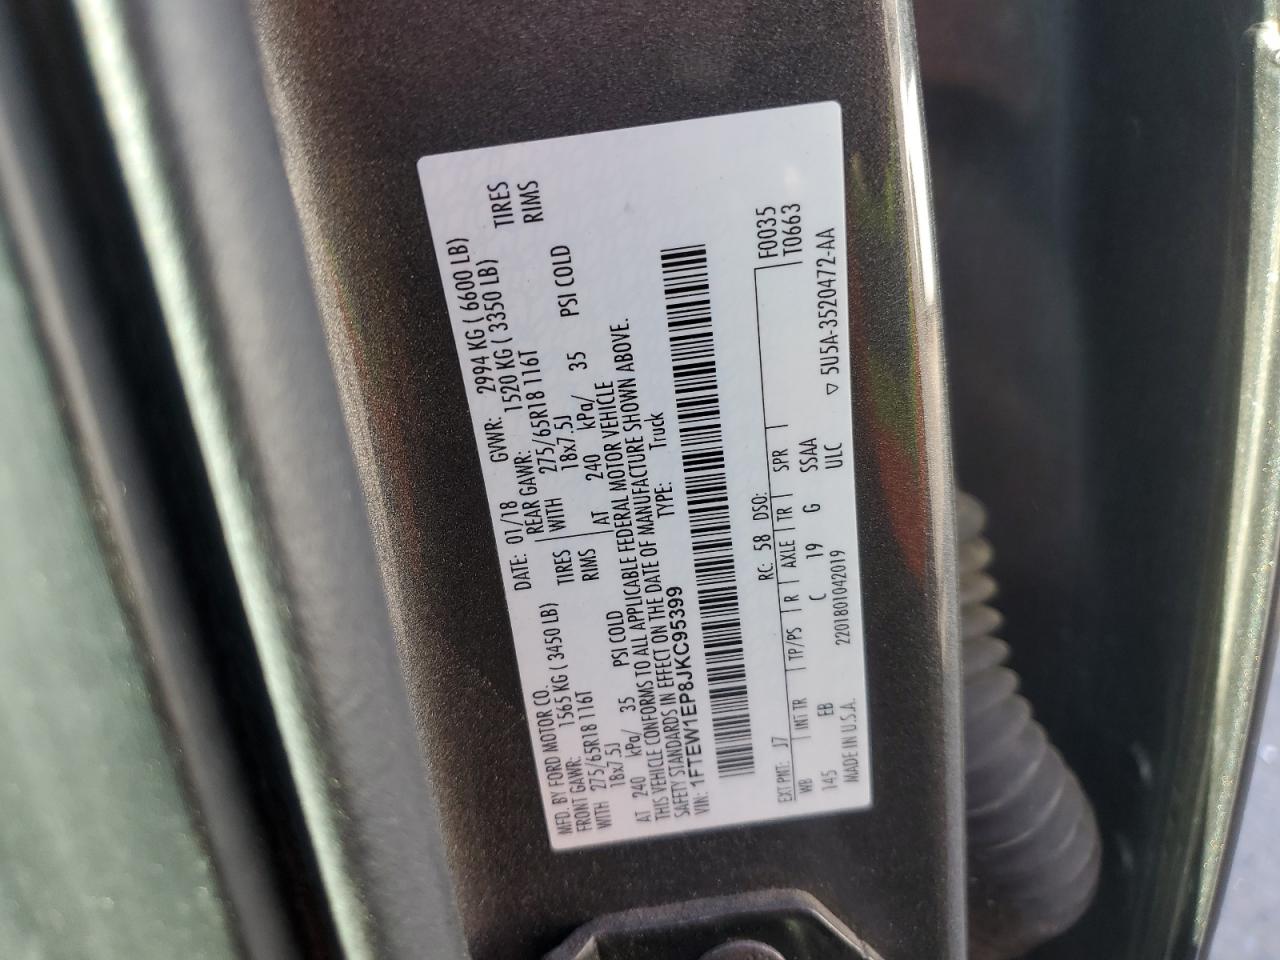 MFD. BY FORD MOTOR CO. DATE: 01/18 GVWR: 2994 KG ( 6600 LB)
FRONT GAWR: 1565 KG ( 3450 LB) REAR GAWR: 1520 KG ( 3350 LB)
WITH 275/65R18 116T TIRES WITH 275/65R18 116T TIRES
18x7.5J RIMS 18x7.5J RIMS
AT 240 kPa/ 35 PSI COLD AT 240 kPa/ 35 PSI COLD
THIS VEHICLE CONFORMS TO ALL APPLICABLE FEDERAL MOTOR VEHICLE
SAFETY STANDARDS IN EFFECT ON THE DATE OF MANUFACTURE SHOWN ABOVE.
VIN: 1FTEW1EP8JKC95399 TYPE: Truck
F0035
EXT PNT: J7 RC: 58 DSO: T0663
WB INT TR TP/PS R AXLE TR SPR
145 EB C 19 G SSAA
MADE IN U.S.A. 2201801042019 ULC ▽ 5U5A-3520472-AA